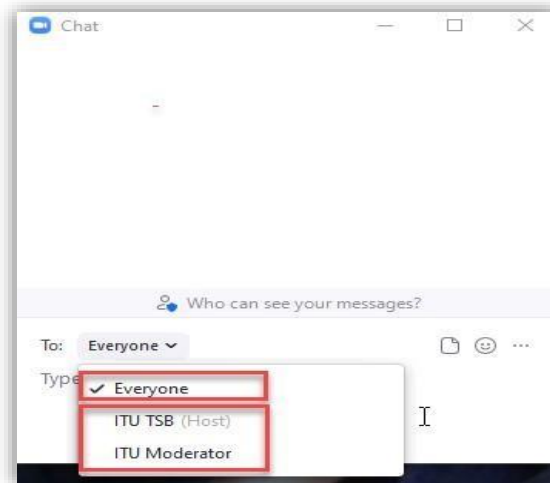 Chat
Who can see your messages?
To: Everyone
Type
Everyone
ITU TSB (Host)
ITU Moderator